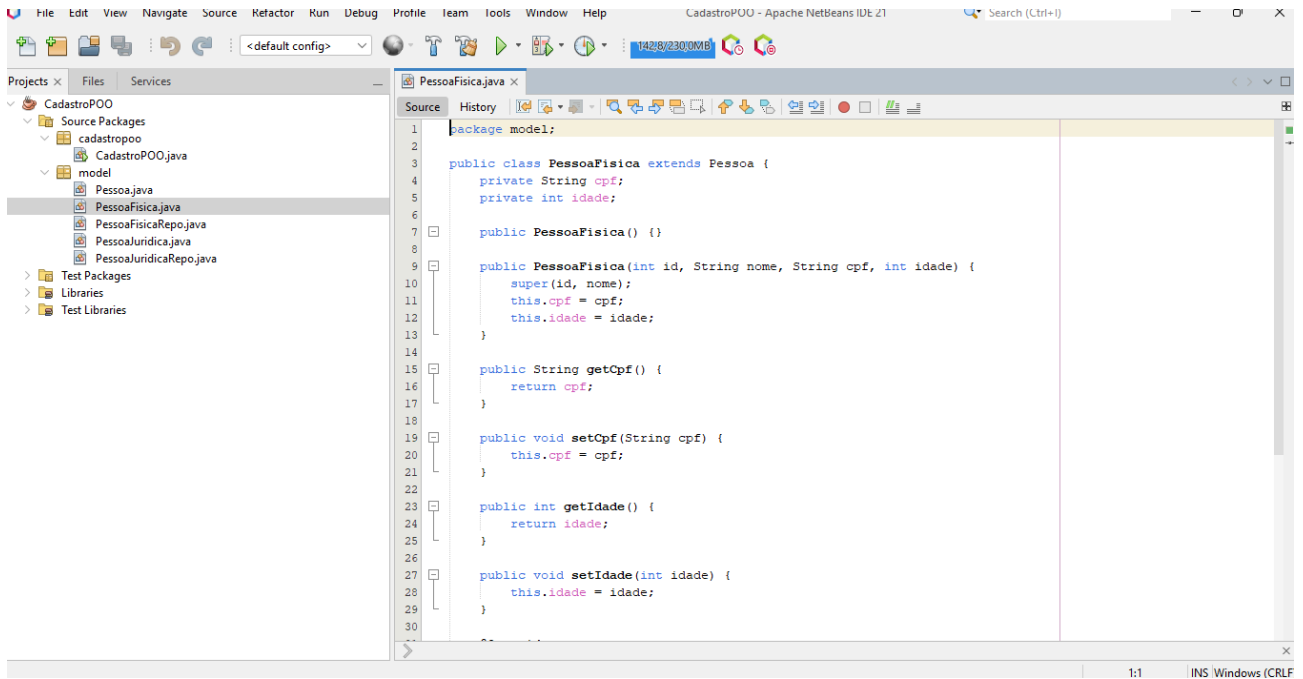 File Edit View Navigate Source Refactor Run Debug Profile Team Tools Window Help CadastroPOO - Apache NetBeans IDE 21 Search (Ctrl+I)
<default config> 142,8/230,0MB
Projects Files Services
CadastroPOO
Source Packages
cadastropoo
CadastroPOO.java
model
Pessoa.java
PessoaFisica.java
PessoaFisicaRepo.java
PessoaJuridica.java
PessoaJuridicaRepo.java
Test Packages
Libraries
Test Libraries
PessoaFisica.java
Source History
1 package model;
2
3 public class PessoaFisica extends Pessoa {
4 private String cpf;
5 private int idade;
6
7 public PessoaFisica() {}
8
9 public PessoaFisica(int id, String nome, String cpf, int idade) {
10 super(id, nome);
11 this.cpf = cpf;
12 this.idade = idade;
13 }
14
15 public String getCpf() {
16 return cpf;
17 }
18
19 public void setCpf(String cpf) {
20 this.cpf = cpf;
21 }
22
23 public int getIdade() {
24 return idade;
25 }
26
27 public void setIdade(int idade) {
28 this.idade = idade;
29 }
30
1:1 INS Windows (CRLF